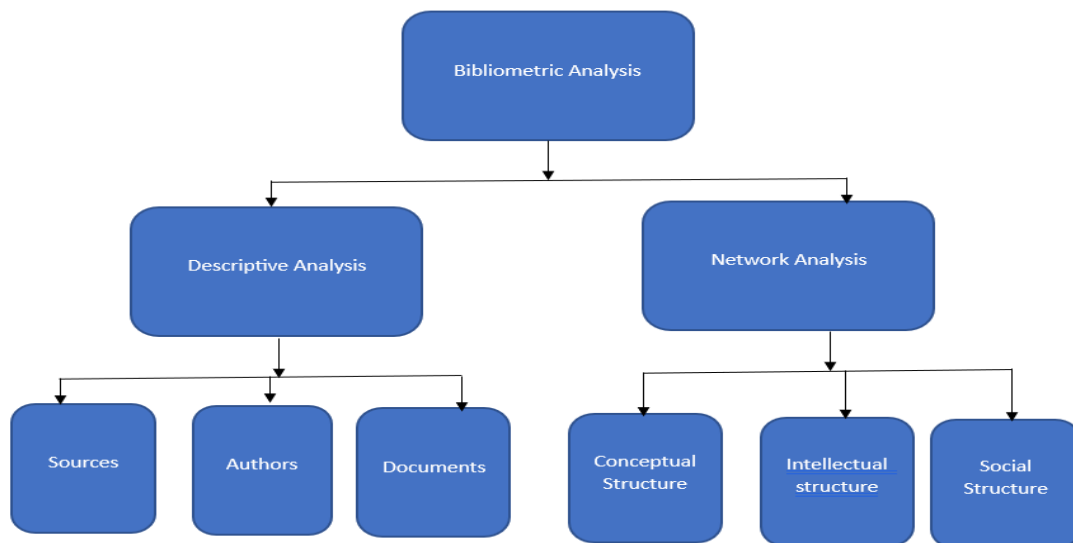 Bibliometric Analysis
Descriptive Analysis
Network Analysis
Sources
Authors
Documents
Conceptual
Structure
Intellectual
structure
Social
Structure